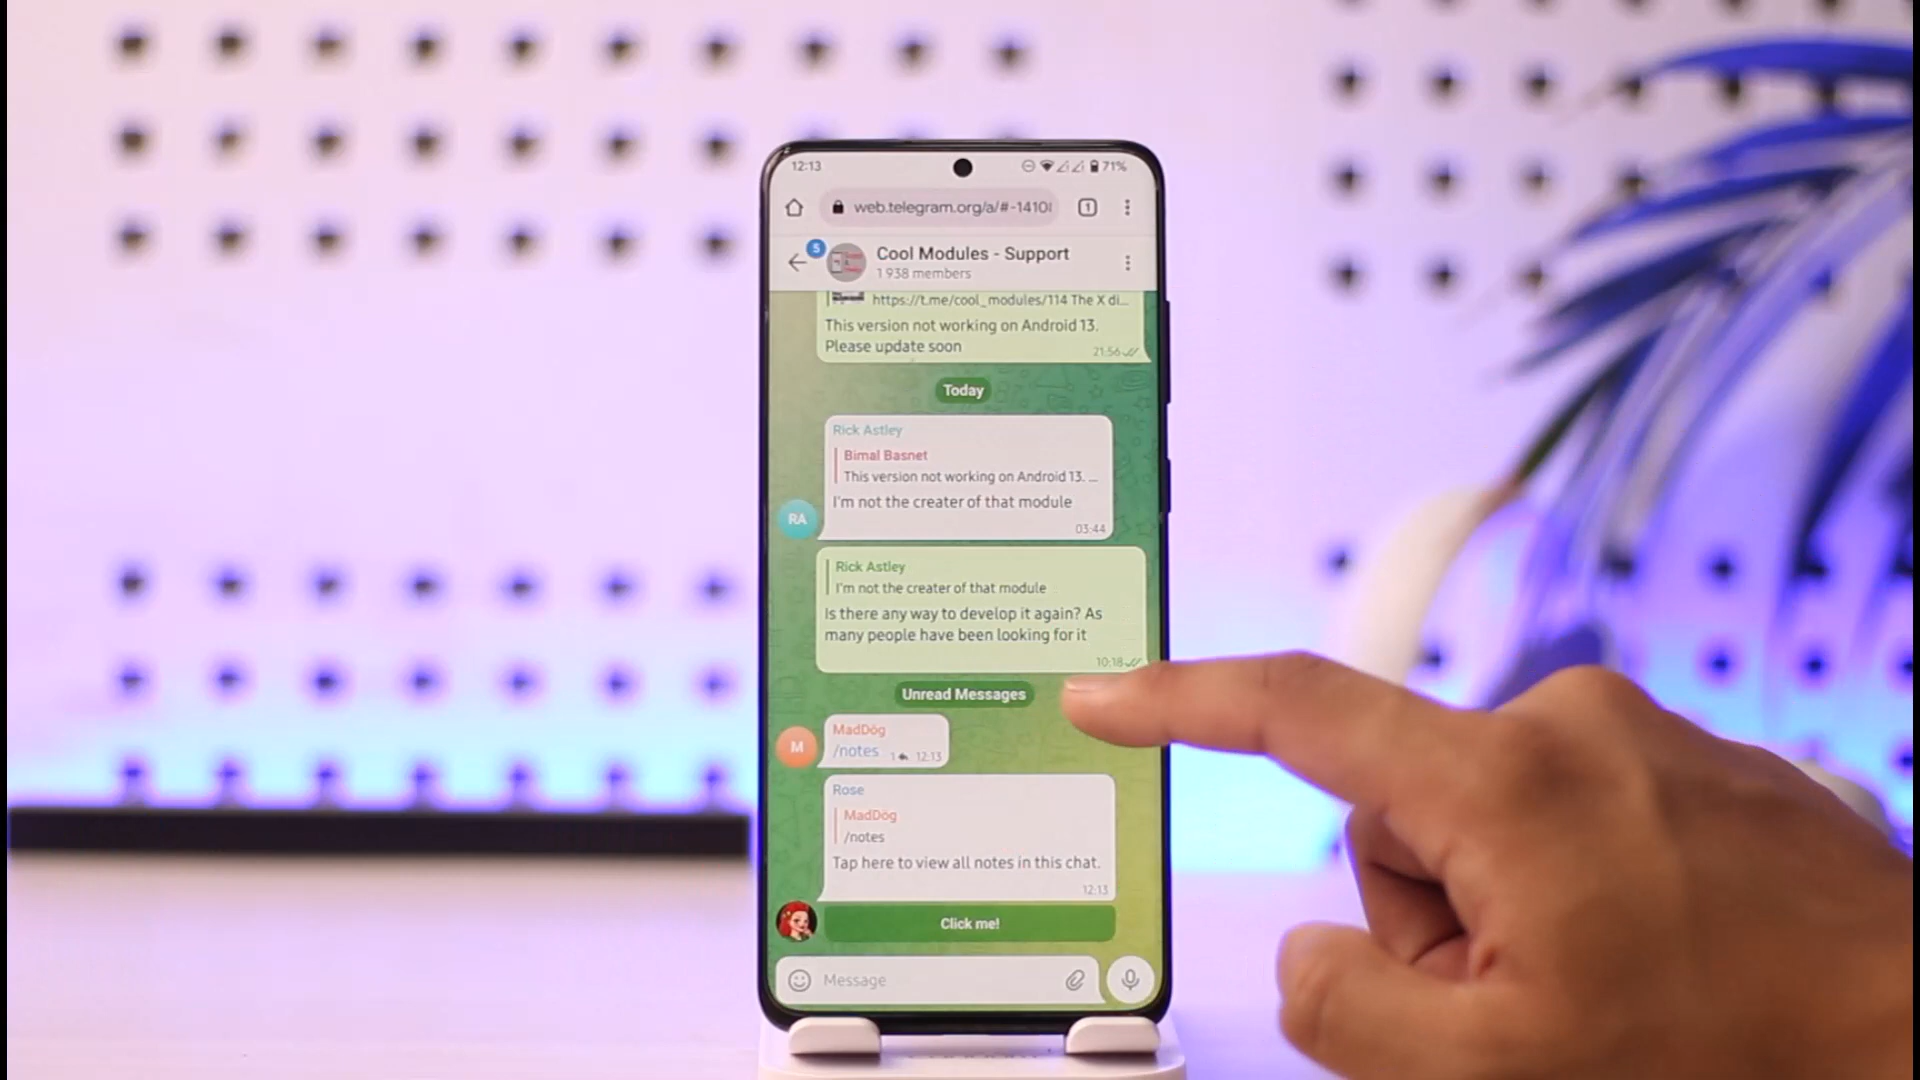 12:13
71%
web.telegram.org/a/#-1410
1
5
Cool Modules - Support
1 938 members
https://t.me/cool_modules/114 The X di...
This version not working on Android 13.
Please update soon
21:56
Today
Rick Astley
Bimal Basnet
This version not working on Android 13. ...
I'm not the creater of that module
RA
03:44
Rick Astley
I'm not the creater of that module
Is there any way to develop it again? As
many people have been looking for it
10:18
Unread Messages
MadDög
M
/notes 1 12:13
Rose
MadDög
/notes
Tap here to view all notes in this chat.
12:13
Click me!
Message